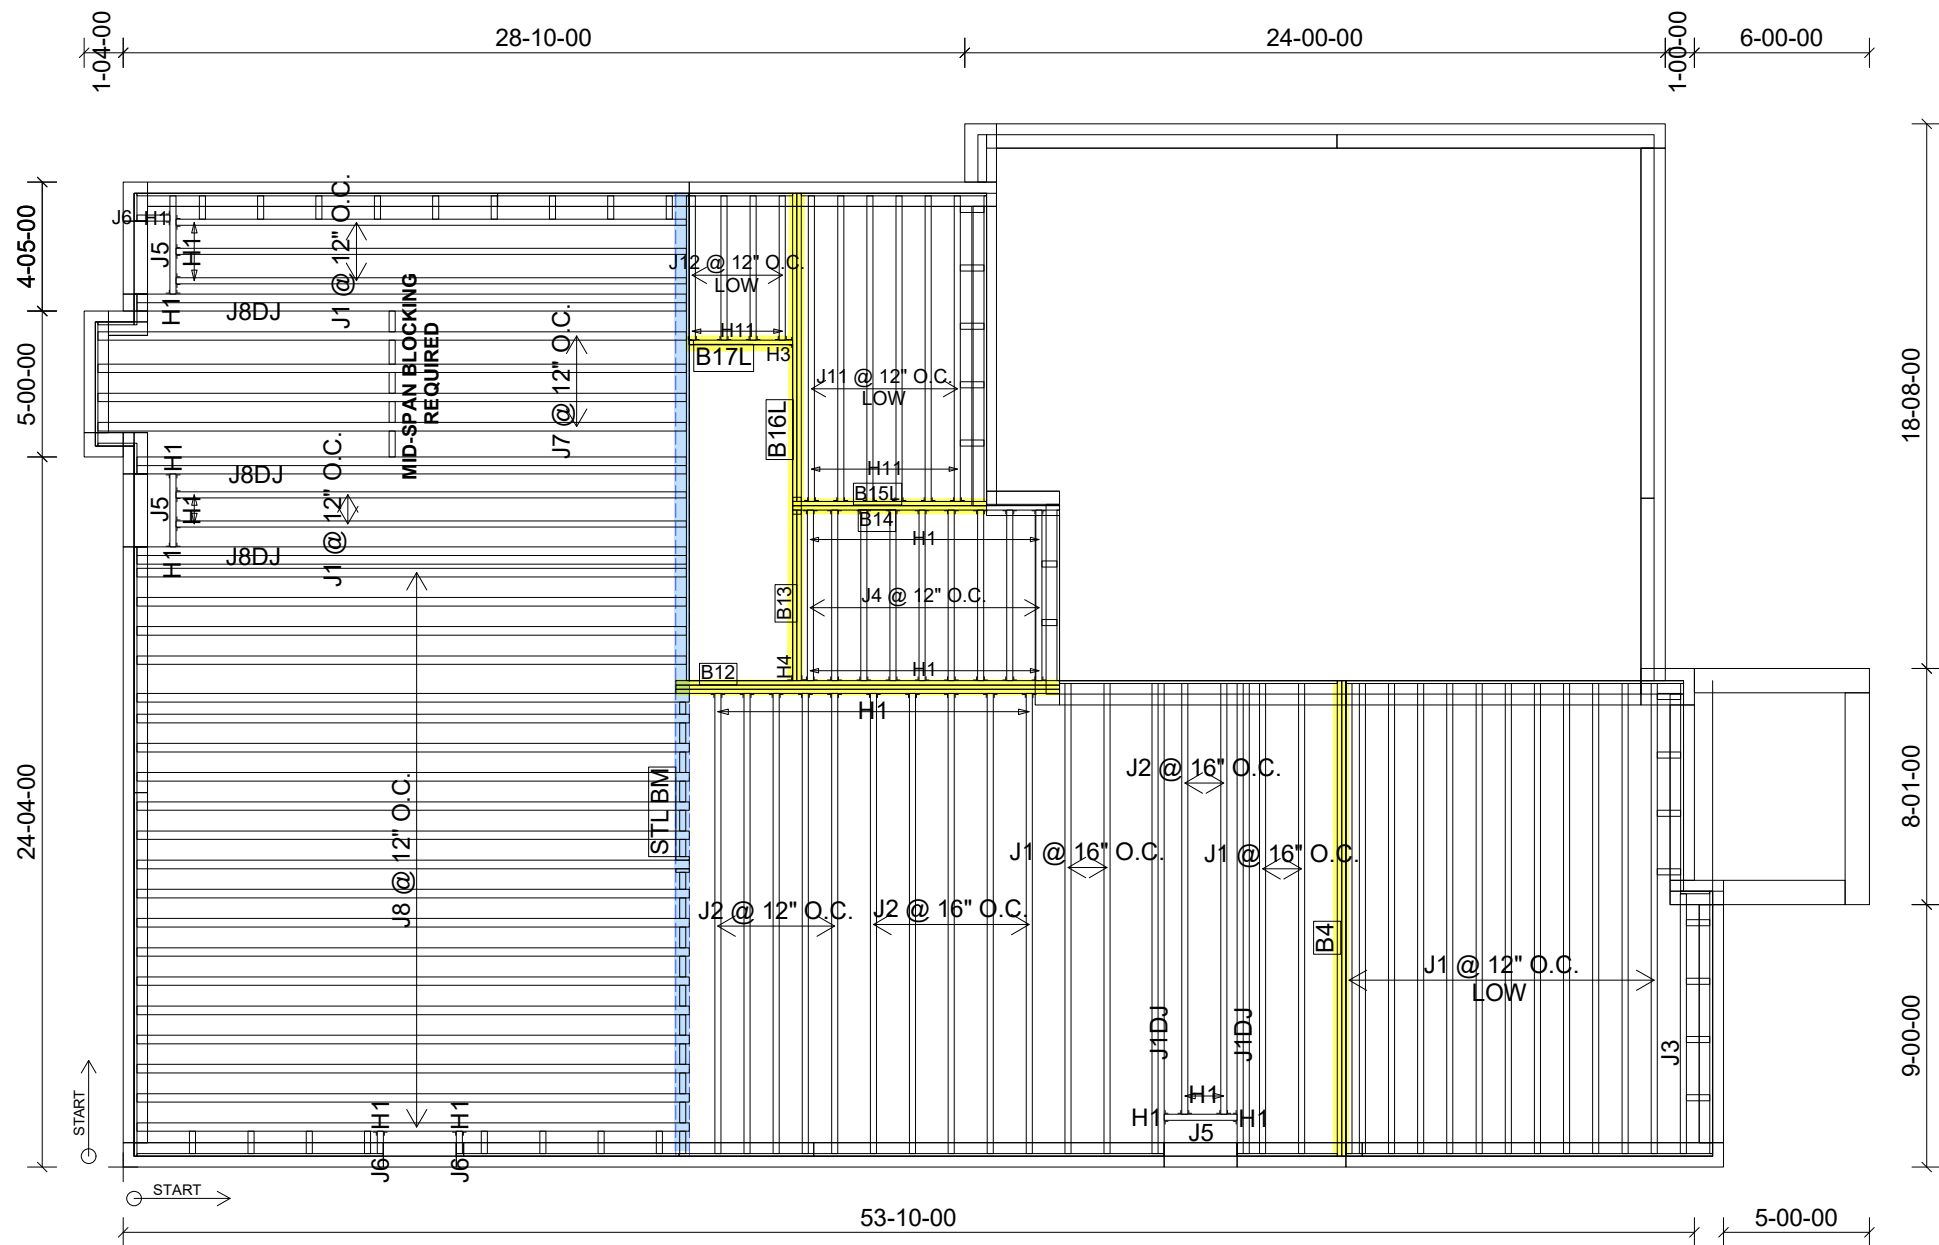 28-10-00
24-00-00
6-00-00
1-04-00
1-00-00
4-05-00
5-00-00
24-04-00
18-08-00
8-01-00
9-00-00
J6 H1
J5
H1
H1
J1 @ 12" O.C.
J8DJ
MID-SPAN BLOCKING
REQUIRED
J7 @ 12" O.C.
J12 @ 12" O.C.
LOW
H11
B17L
H3
J11 @ 12" O.C.
LOW
B16L
H11
B15L
B14
H1
J4 @ 12" O.C.
B13
H4
H1
B12
H1
H1
J8DJ
J5
H1
J1 @ 12" O.C.
H1
J8DJ
J8 @ 12" O.C.
STL BM
J2 @ 12" O.C.
J2 @ 16" O.C.
J1 @ 16" O.C.
J2 @ 16" O.C.
J1 @ 16" O.C.
B4
J1 @ 12" O.C.
LOW
J1DJ
J1DJ
J3
H1
H1
H1
J5
H1
H1
J6
J6
START
START
53-10-00
5-00-00